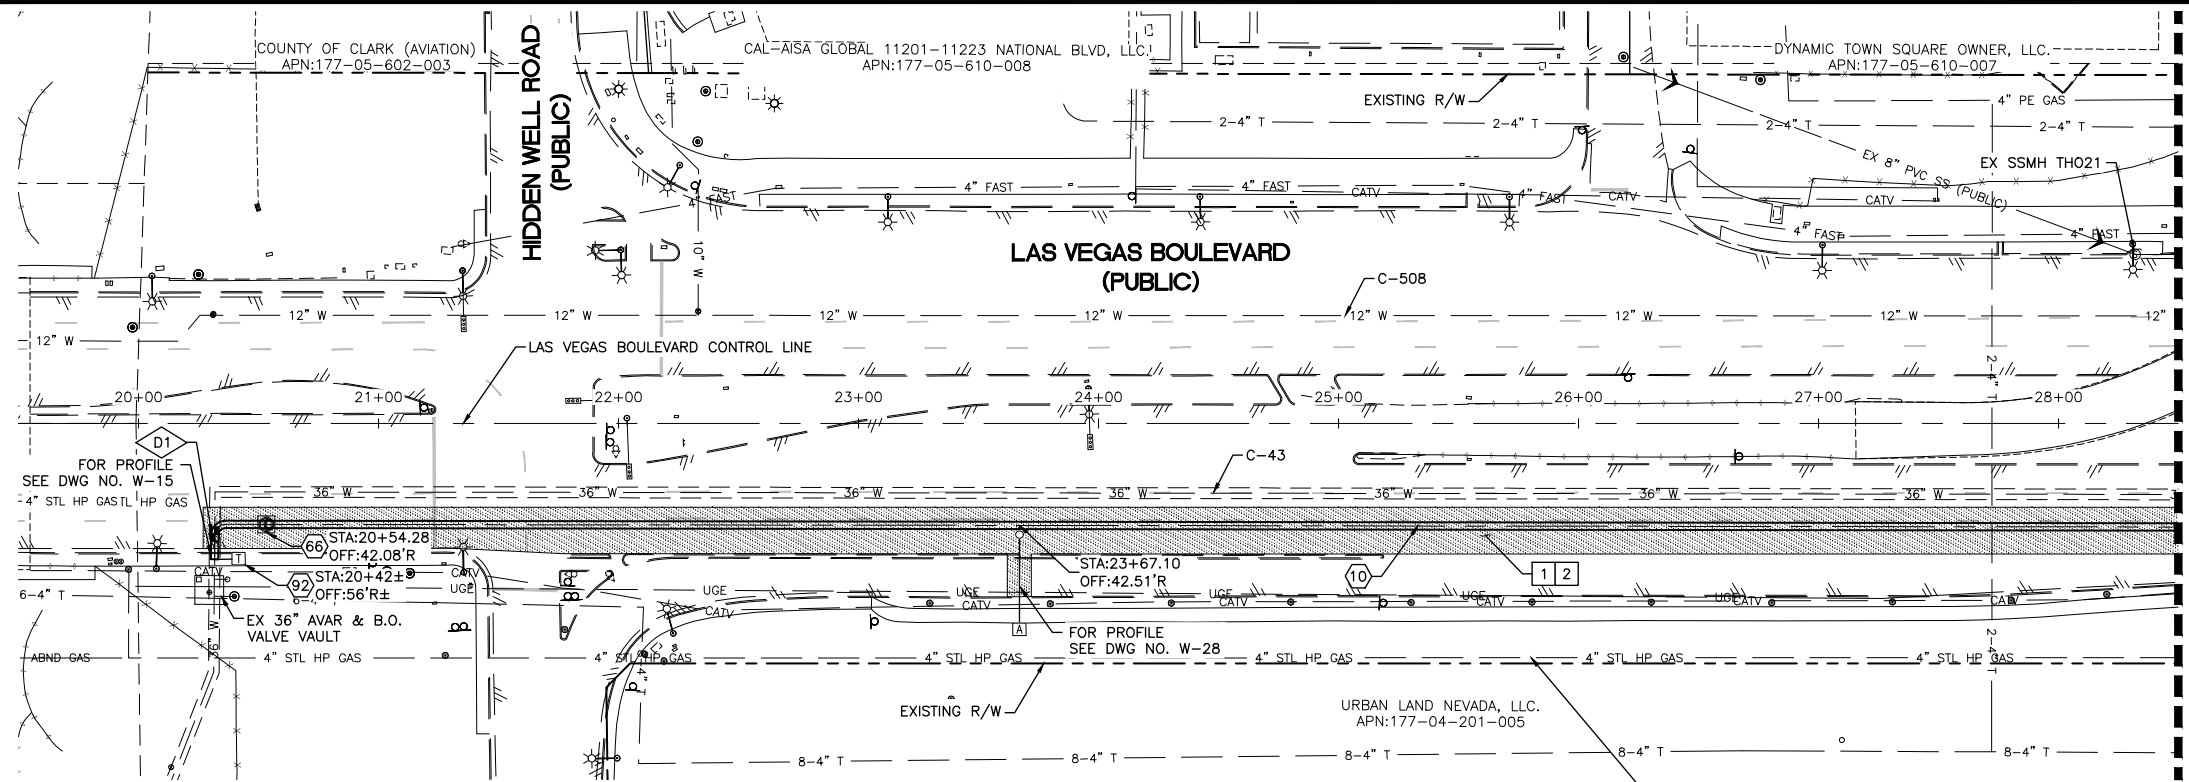 COUNTY OF CLARK (AVIATION)
APN:177-05-602-003
HIDDEN WELL ROAD
(PUBLIC)
CAL-AISA GLOBAL 11201-11223 NATIONAL BLVD, LLC.
APN:177-05-610-008
DYNAMIC TOWN SQUARE OWNER, LLC.
APN:177-05-610-007
EXISTING R/W
4" PE GAS
2-4" T
2-4" T
2-4" T
2-4" T
EX 8" PVC SS (PUBLIC)
EX SSMH TH021
4" FAST
4" FAST
4" FAST
CATV
4" FAST
CATV
CATV
4" FAST
4" FAST
10" W
LAS VEGAS BOULEVARD
(PUBLIC)
C-508
12" W
12" W
12" W
12" W
12" W
12" W
12" W
12"
12" W
LAS VEGAS BOULEVARD CONTROL LINE
20+00
21+00
22+00
23+00
24+00
25+00
26+00
27+00
28+00
2-4"
D1
FOR PROFILE
SEE DWG NO. W-15
C-43
4" STL HP GAS
TL HP GAS
36" W
36" W
36" W
36" W
36" W
36" W
36" W
3
66
STA:20+54.28
OFF:42.08'R
T
92
STA:20+42±
OFF:56'R±
STA:23+67.10
OFF:42.51'R
10
1
2
CATV
CATV
UGE
UGE
UGE
UGE
UGE
CATV
CATV
CATV
CATV
CATV
CATV
6-4" T
EX 36" AVAR & B.O.
VALVE VAULT
36" W
A
FOR PROFILE
SEE DWG NO. W-28
ABND GAS
4" STL HP GAS
4" STL HP GAS
4" STL HP GAS
4" STL HP GAS
4" STL HP GAS
4" STL HP GAS
2-4" T
EXISTING R/W
URBAN LAND NEVADA, LLC.
APN:177-04-201-005
8-4" T
8-4" T
8-4" T
8-4" T
8-4" T